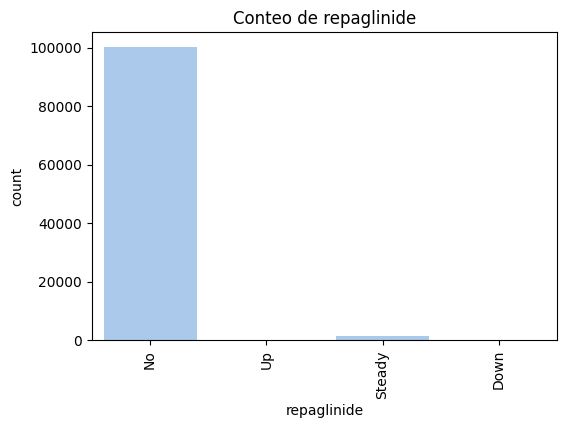 Conteo de repaglinide
count
100000
80000
60000
40000
20000
0
No
Up
Steady
Down
repaglinide